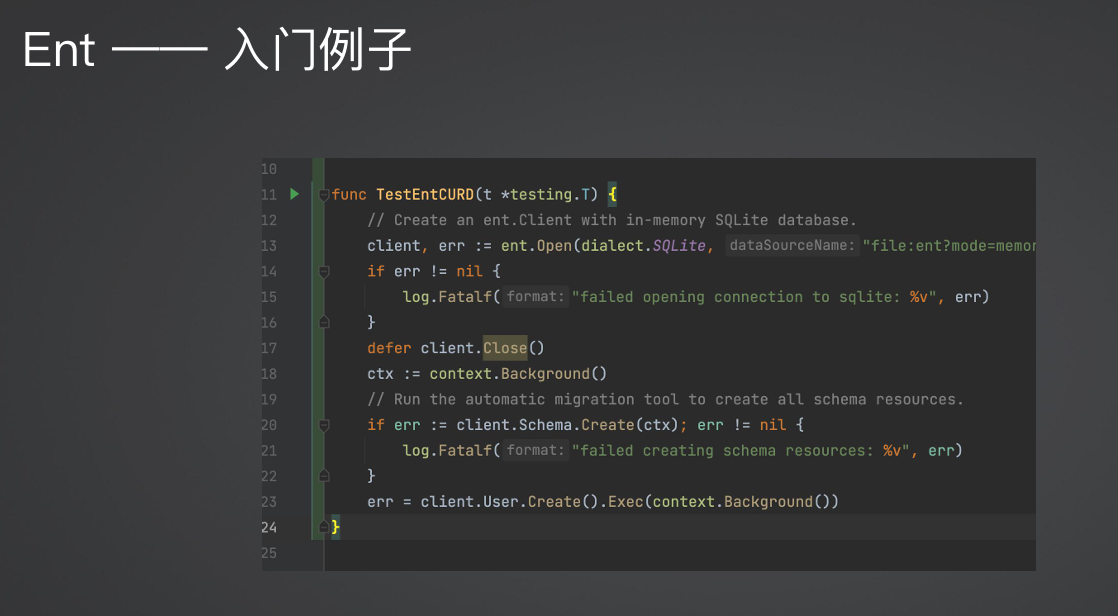 Ent —— 入门例子
10
11 func TestEntCURD(t *testing.T) {
12 // Create an ent.Client with in-memory SQLite database.
13 client, err := ent.Open(dialect.SQLite, dataSourceName: "file:ent?mode=memor
14 if err != nil {
15 log.Fatalf( format: "failed opening connection to sqlite: %v", err)
16 }
17 defer client.Close()
18 ctx := context.Background()
19 // Run the automatic migration tool to create all schema resources.
20 if err := client.Schema.Create(ctx); err != nil {
21 log.Fatalf( format: "failed creating schema resources: %v", err)
22 }
23 err = client.User.Create().Exec(context.Background())
24 }
25